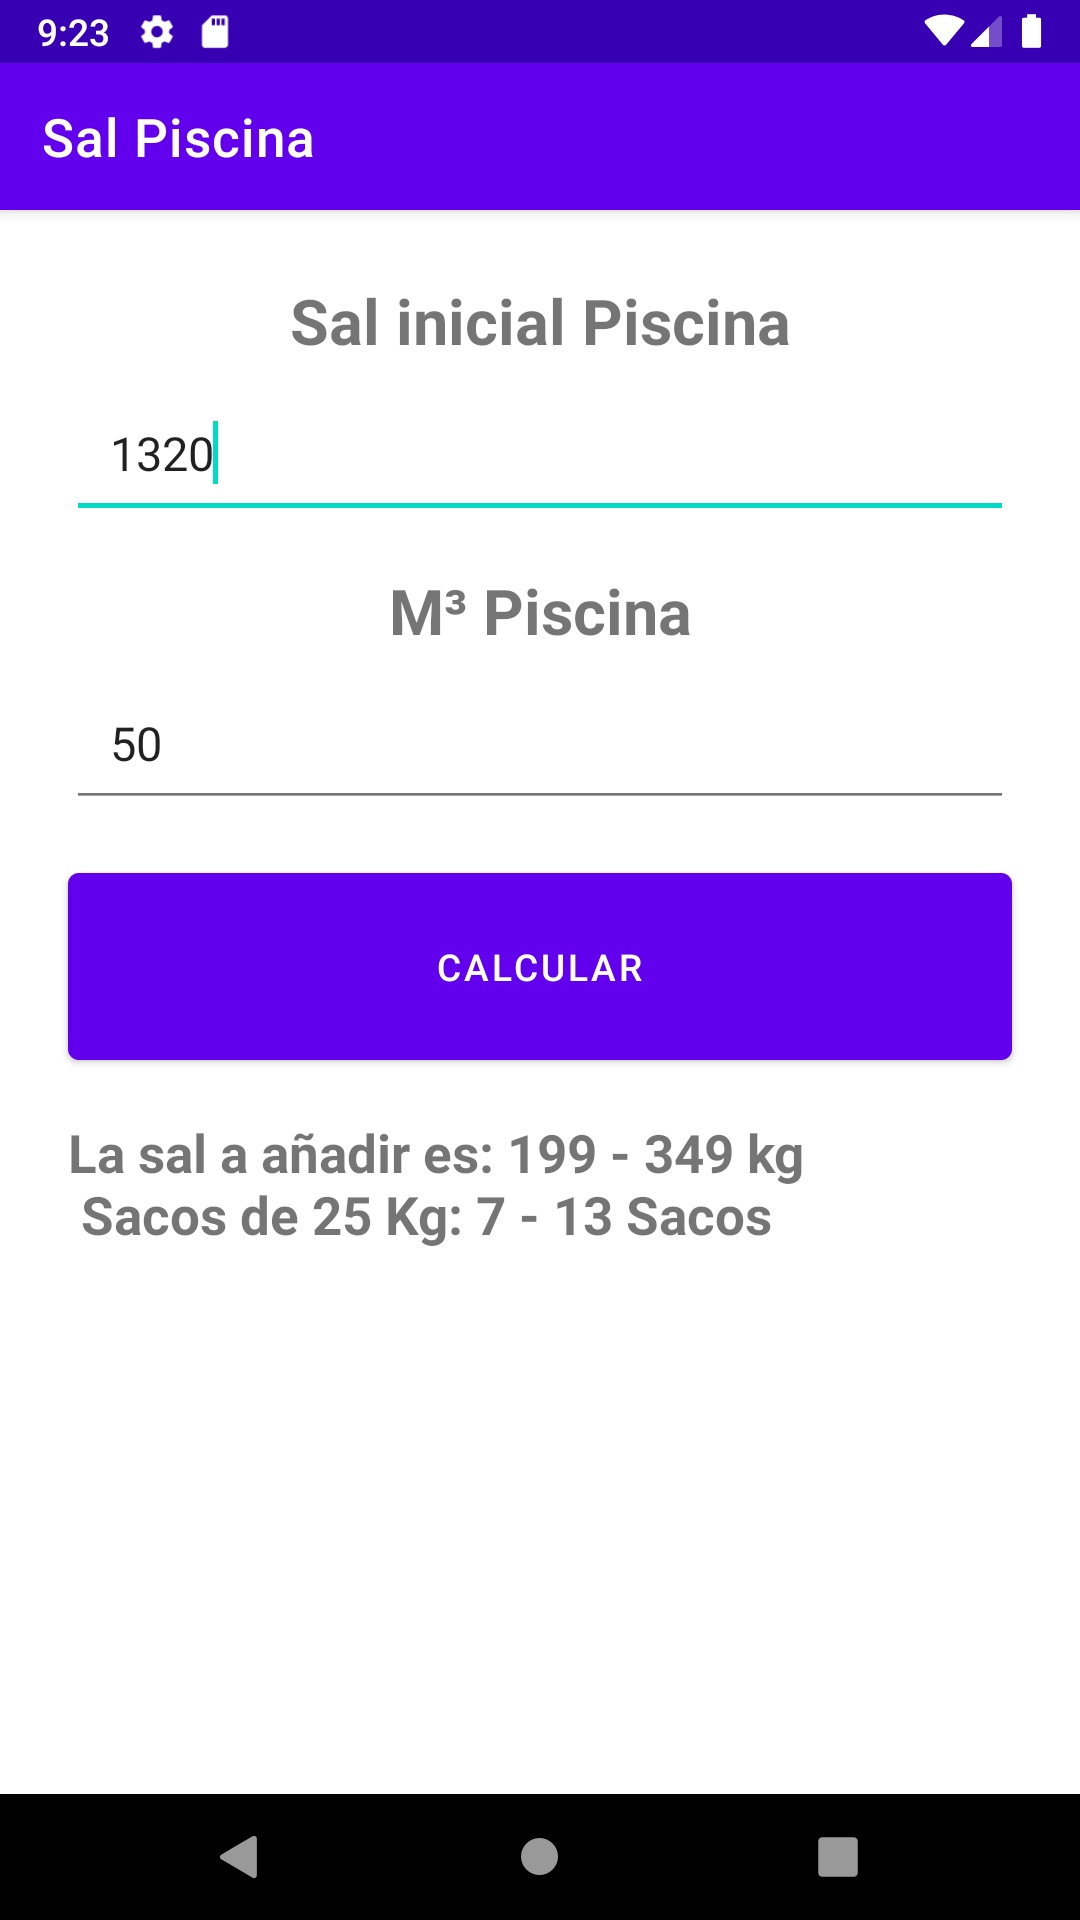 9:23
Sal Piscina
Sal inicial Piscina
1320
M³ Piscina
50
CALCULAR
La sal a añadir es: 199 - 349 kg
Sacos de 25 Kg: 7 - 13 Sacos